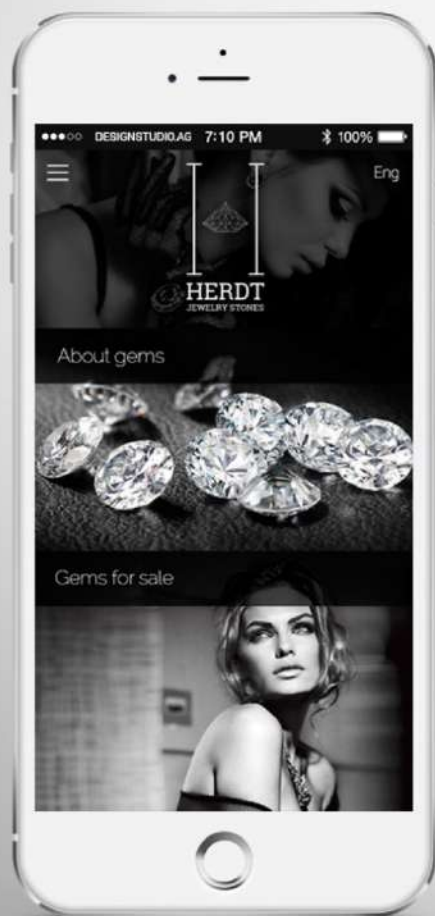 DESIGNSTUDIO.AG 7:10 PM 100%
Eng
HERDT
JEWELRY STONES
About gems
Gems for sale